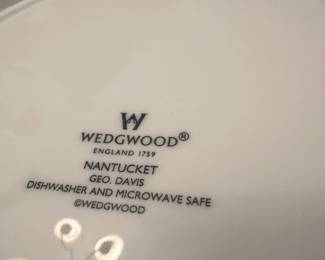 W
WEDGWOOD®
ENGLAND 1759
NANTUCKET
GEO. DAVIS
DISHWASHER AND MICROWAVE SAFE
©WEDGWOOD